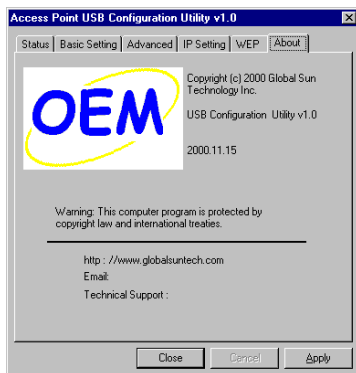 Access Point USB Configuration Utility v1.0
Status Basic Setting Advanced IP Setting WEP About
OEM
Copyright (c) 2000 Global Sun
Technology Inc.
USB Configuration Utility v1.0
2000.11.15
Warning: This computer program is protected by
copyright law and international treaties.
http : //www.globalsuntech.com
Email:
Technical Support :
Close Cancel Apply